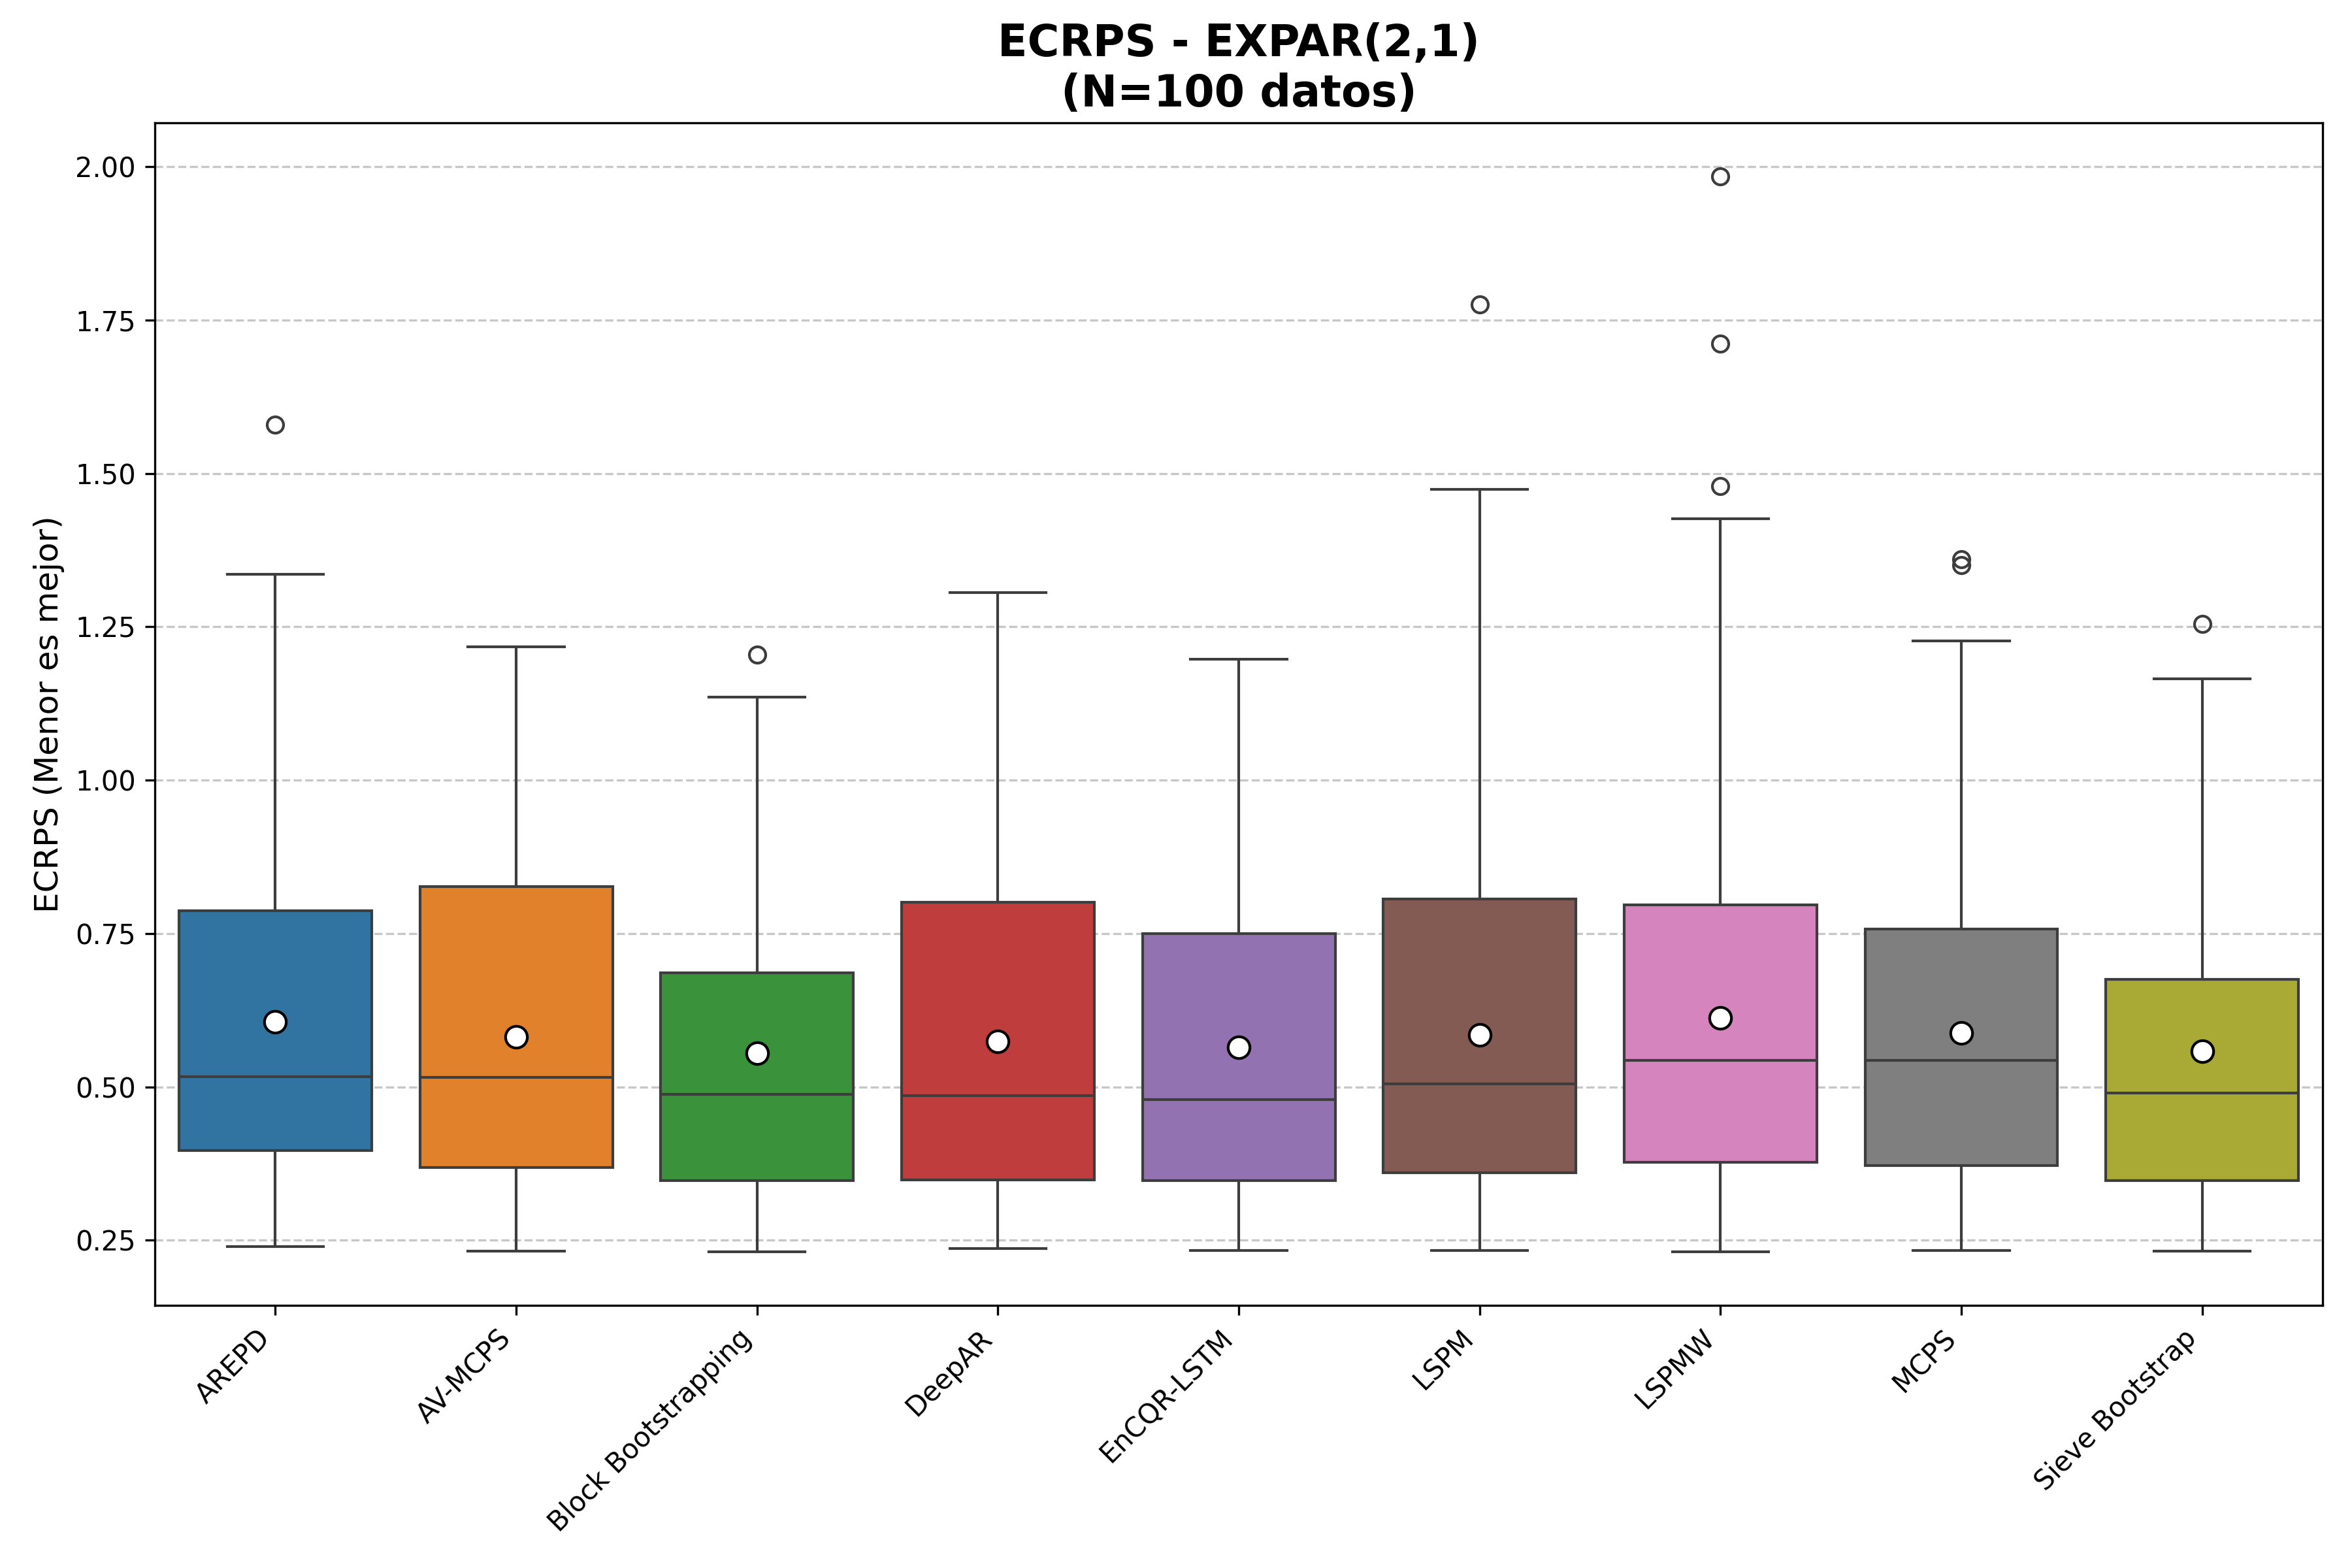 ECRPS - EXPAR(2,1)
(N=100 datos)
ECRPS (Menor es mejor)
2.00
1.75
1.50
1.25
1.00
0.75
0.50
0.25
AREPD
AV-MCPS
Block Bootstrapping
DeepAR
EnCQR-LSTM
LSPM
LSPMW
MCPS
Sieve Bootstrap